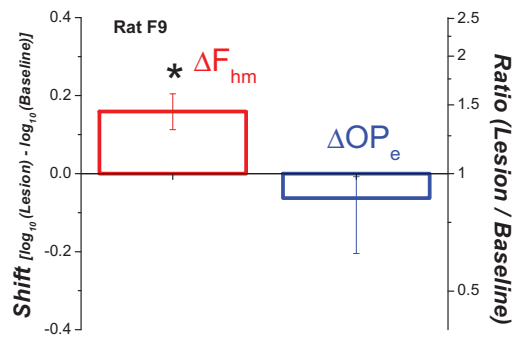 Rat F9
0.4
0.2
0.0
-0.2
-0.4
Shift [log10(Lesion) - log10(Baseline)]
*
ΔFhm
ΔOPe
2.5
2
1.5
1
0.5
Ratio (Lesion / Baseline)